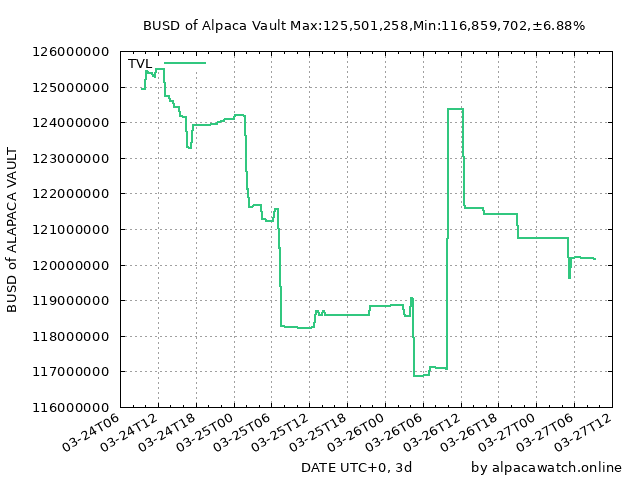 BUSD of Alpaca Vault Max:125,501,258,Min:116,859,702,±6.88%
TVL
126000000
125000000
124000000
123000000
122000000
121000000
120000000
119000000
118000000
117000000
116000000
BUSD of ALAPACA VAULT
03-24T06
03-24T12
03-24T18
03-25T00
03-25T06
03-25T12
03-25T18
03-26T00
03-26T06
03-26T12
03-26T18
03-27T00
03-27T06
03-27T12
DATE UTC+0, 3d
by alpacawatch.online